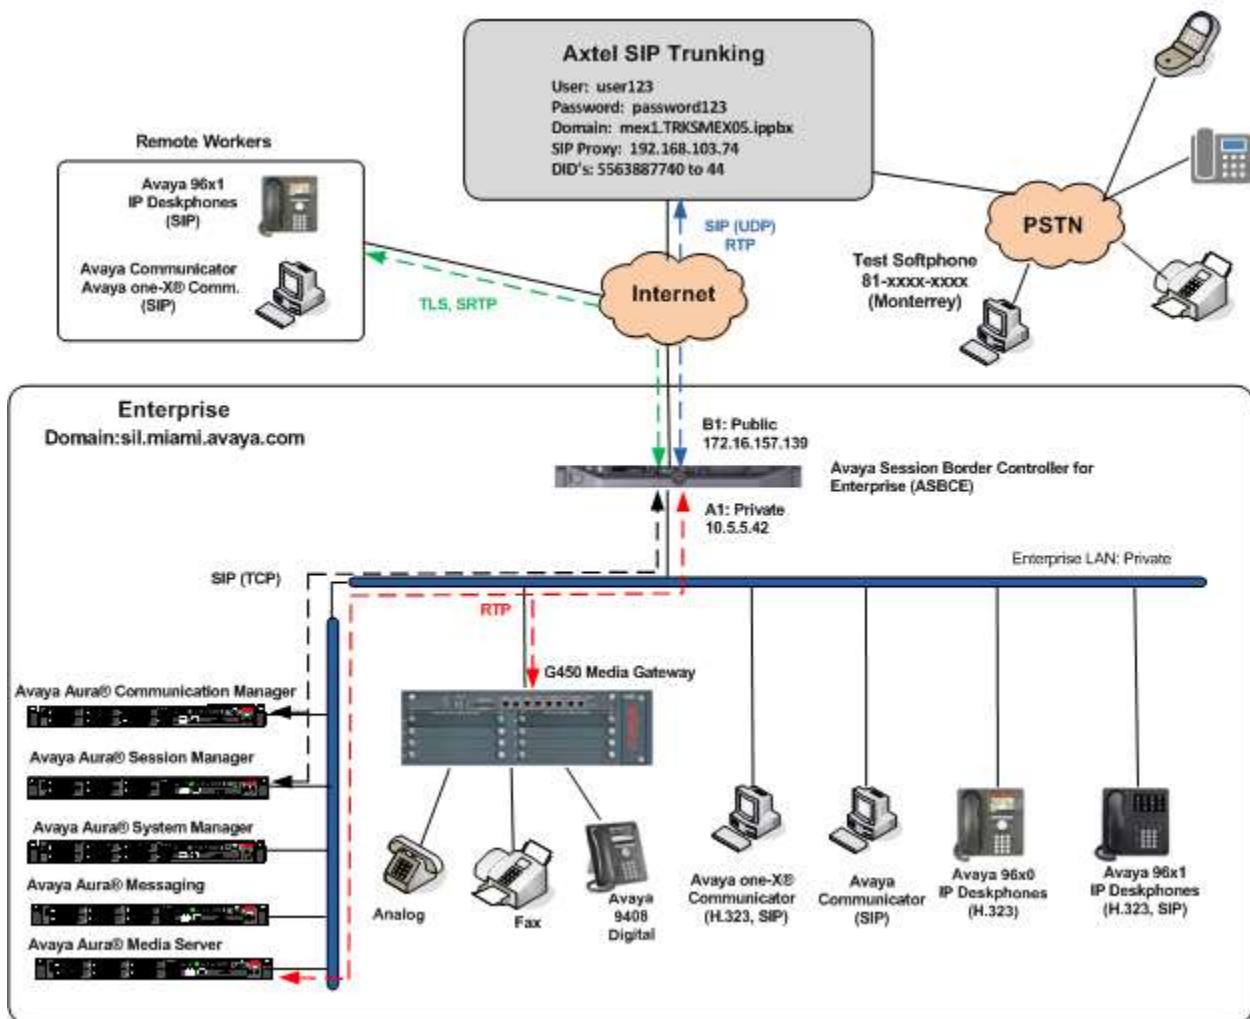 Axtel SIP Trunking
User: user123
Password: password123
Domain: mex1.TRKSMEX05.ippbx
SIP Proxy: 192.168.103.74
DID's: 5563887740 to 44
Remote Workers
Avaya 96x1
IP Deskphones
(SIP)
Avaya Communicator
Avaya one-X® Comm.
(SIP)
TLS, SRTP
SIP (UDP)
RTP
Internet
PSTN
Test Softphone
81-xxxx-xxxx
(Monterrey)
Enterprise
Domain:sil.miami.avaya.com
B1: Public
172.16.157.139
Avaya Session Border Controller for
Enterprise (ASBCE)
A1: Private
10.5.5.42
Enterprise LAN: Private
SIP (TCP)
RTP
G450 Media Gateway
Avaya Aura® Communication Manager
Avaya Aura® Session Manager
Avaya Aura® System Manager
Avaya Aura® Messaging
Avaya Aura® Media Server
Analog
Fax
Avaya
9408
Digital
Avaya one-X®
Communicator
(H.323, SIP)
Avaya
Communicator
(SIP)
Avaya 96x0
IP Deskphones
(H.323)
Avaya 96x1
IP Deskphones
(H.323, SIP)